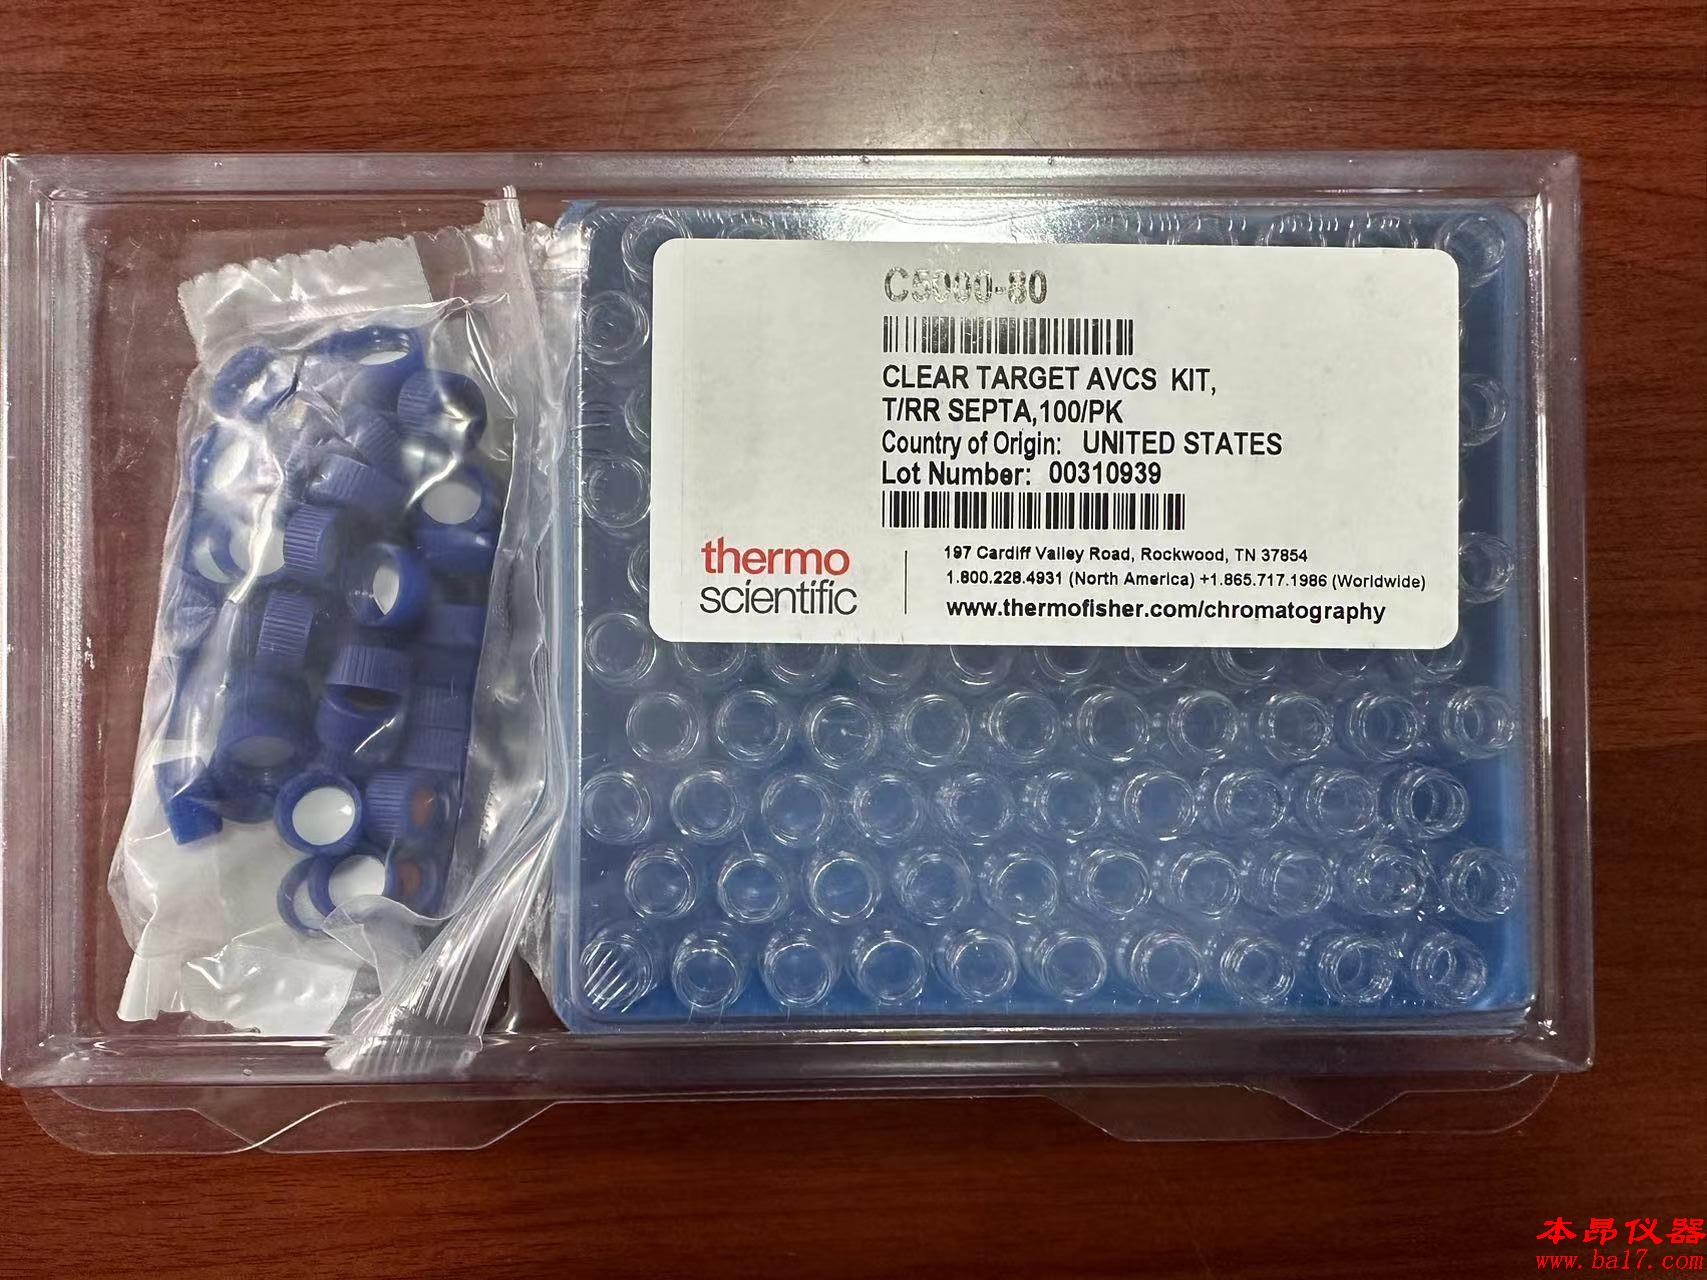 C5000-80
CLEAR TARGET AVCS KIT,
T/RR SEPTA,100/PK
Country of Origin: UNITED STATES
Lot Number: 00310939
thermo
scientific
197 Cardiff Valley Road, Rockwood, TN 37854
1.800.228.4931 (North America) +1.865.717.1986 (Worldwide)
www.thermofisher.com/chromatography
本昂仪器
www.ba17.com